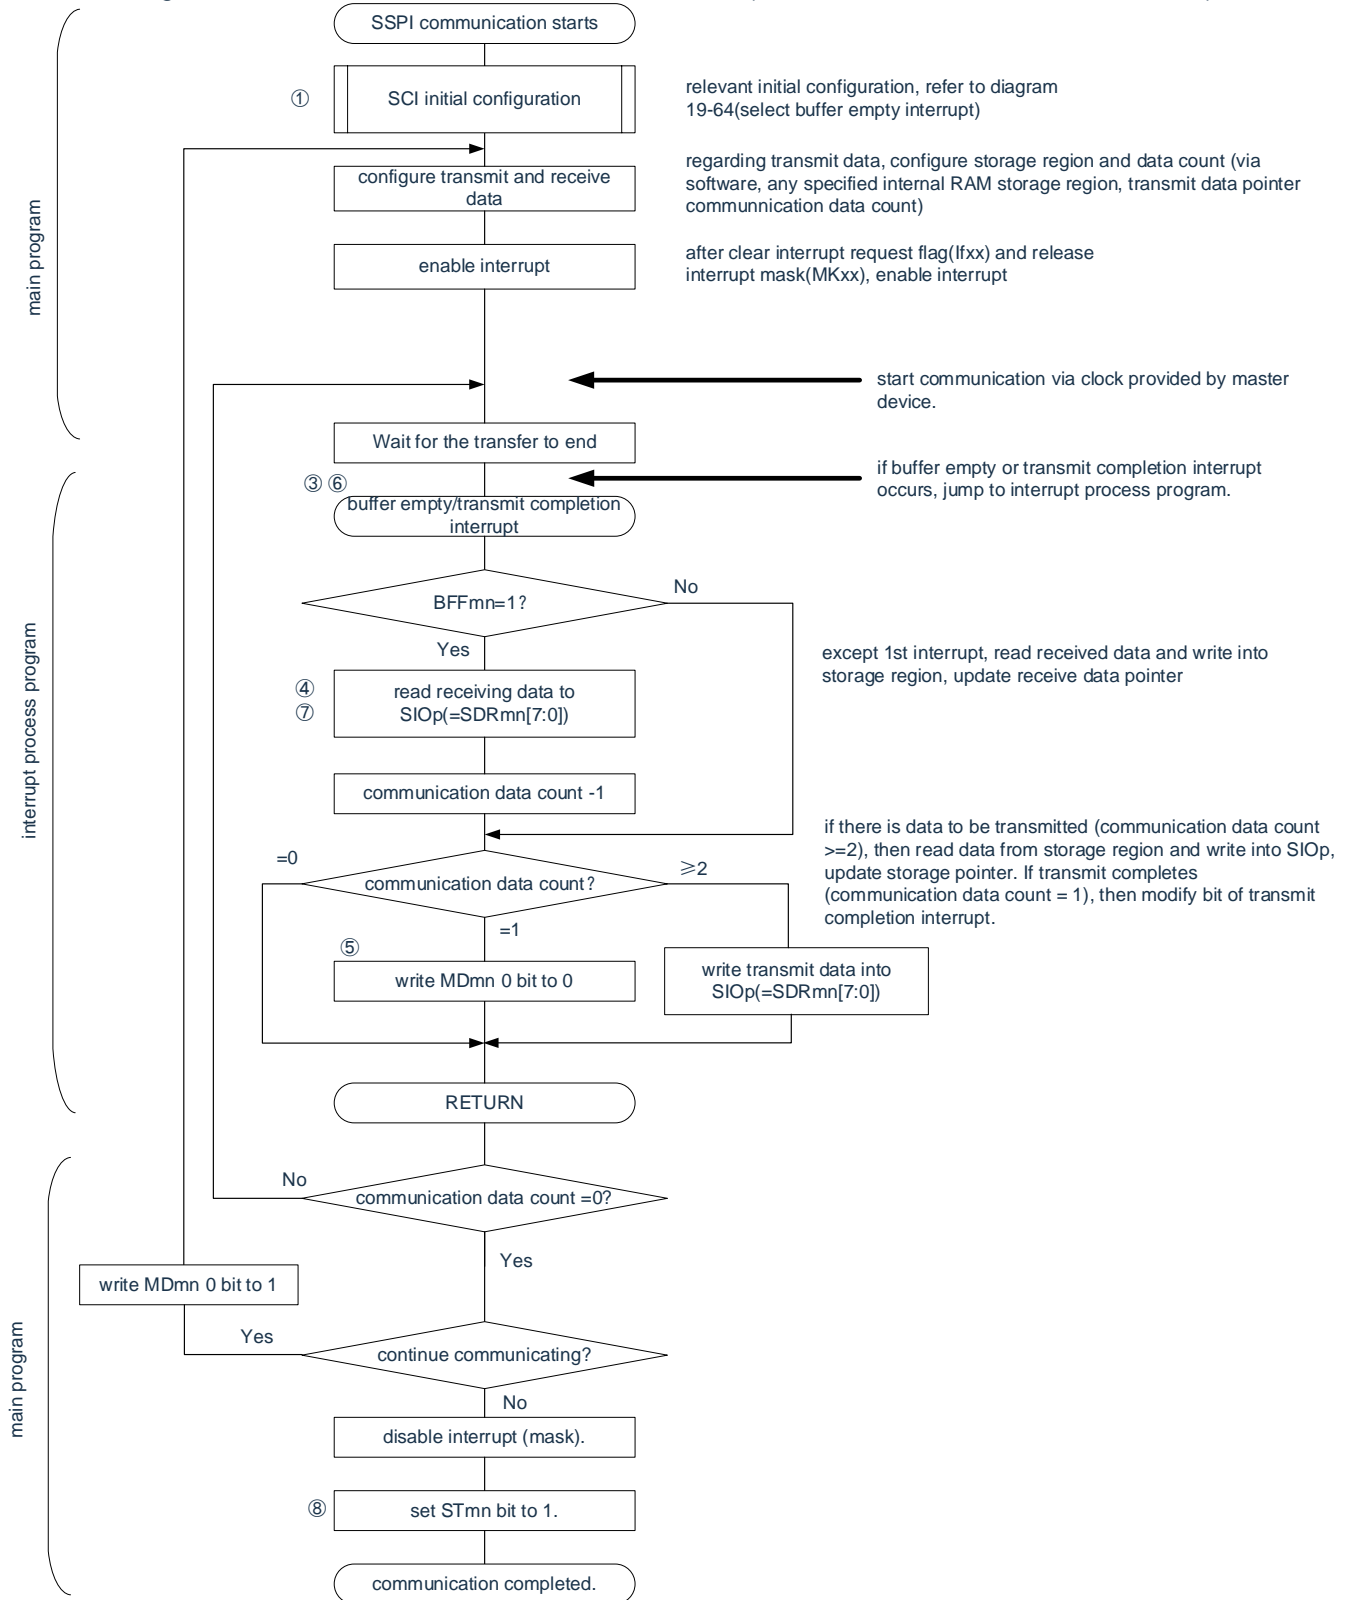 SSPI communication starts
①
SCI initial configuration
relevant initial configuration, refer to diagram
19-64(select buffer empty interrupt)
configure transmit and receive
data
regarding transmit data, configure storage region and data count (via
software, any specified internal RAM storage region, transmit data pointer
communnication data count)
main program
enable interrupt
after clear interrupt request flag(Ifxx) and release
interrupt mask(MKxx), enable interrupt
start communication via clock provided by master
device.
Wait for the transfer to end
if buffer empty or transmit completion interrupt
occurs, jump to interrupt process program.
③ ⑥
buffer empty/transmit completion
interrupt
BFFmn=1?
No
Yes
except 1st interrupt, read received data and write into
storage region, update receive data pointer
④
⑦
read receiving data to
SIOp(=SDRmn[7:0])
interrupt process program
communication data count -1
if there is data to be transmitted (communication data count
>=2), then read data from storage region and write into SIOp,
update storage pointer. If transmit completes
(communication data count = 1), then modify bit of transmit
completion interrupt.
=0
communication data count?
≥2
=1
⑤
write MDmn 0 bit to 0
write transmit data into
SIOp(=SDRmn[7:0])
RETURN
No
communication data count =0?
Yes
write MDmn 0 bit to 1
Yes
continue communicating?
No
main program
disable interrupt (mask).
⑧
set STmn bit to 1.
communication completed.